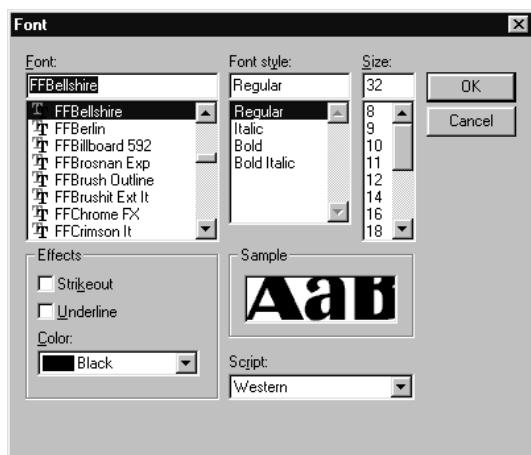 Font
Font:
FFBellshire
FFBellshire
FFBerlin
FFBillboard 592
FFBrosnan Exp
FFBrush Outline
FFBrushit Ext It
FFChrome FX
FFCrimson It
Font style:
Regular
Regular
Italic
Bold
Bold Italic
Size:
32
8
9
10
11
12
14
16
18
OK
Cancel
Effects
Strikeout
Underline
Color:
Black
Sample
AaB
Script:
Western